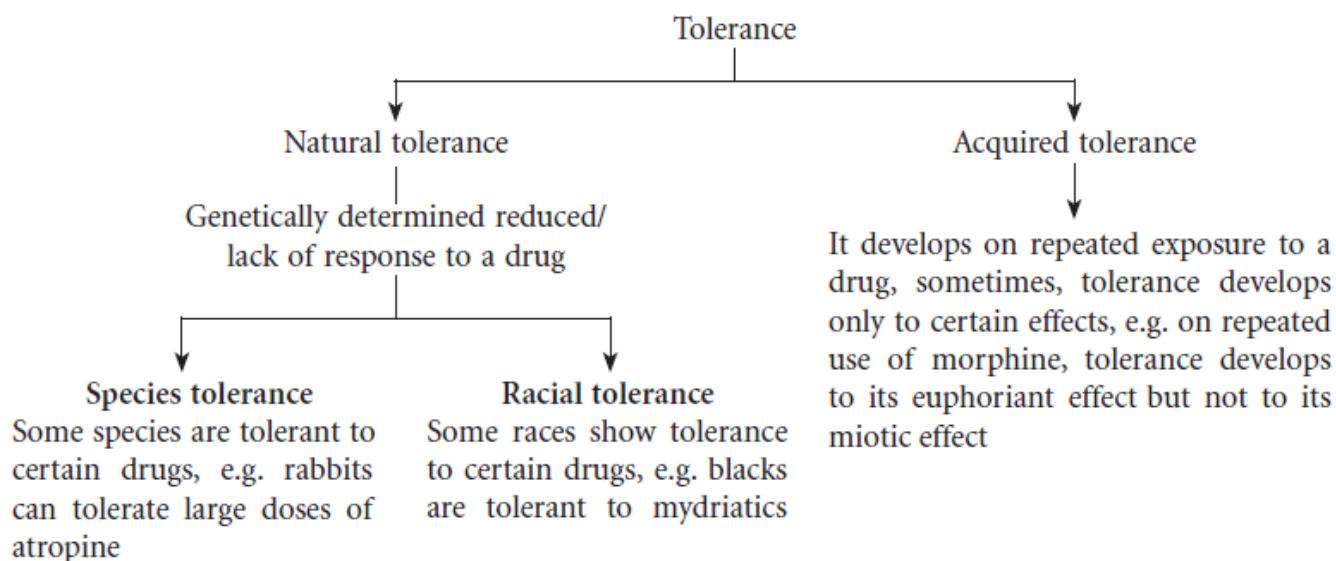 Tolerance
Natural tolerance
Acquired tolerance
Genetically determined reduced/
lack of response to a drug
Species tolerance
Some species are tolerant to
certain drugs, e.g. rabbits
can tolerate large doses of
atropine
Racial tolerance
Some races show tolerance
to certain drugs, e.g. blacks
are tolerant to mydriatics
It develops on repeated exposure to a
drug, sometimes, tolerance develops
only to certain effects, e.g. on repeated
use of morphine, tolerance develops
to its euphoriant effect but not to its
miotic effect